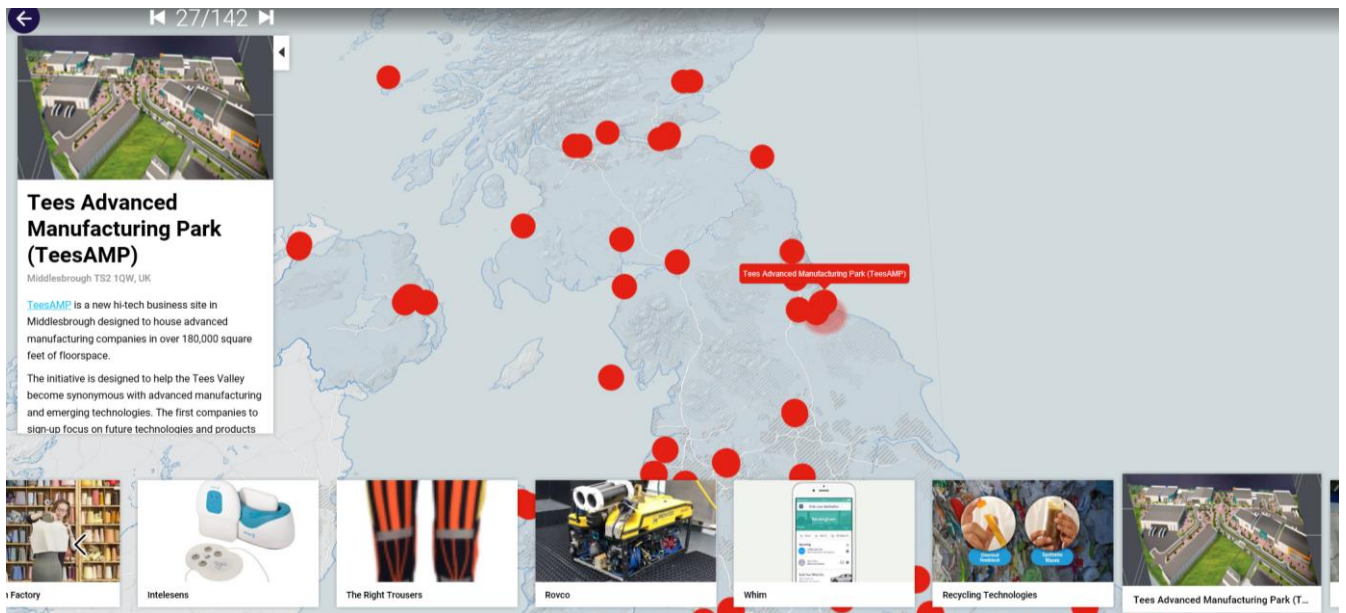 27/142
Tees Advanced
Manufacturing Park
(TeesAMP)
Middlesbrough TS2 1QW, UK
TeesAMP is a new hi-tech business site in
Middlesbrough designed to house advanced
manufacturing companies in over 180,000 square
feet of floorspace.
The initiative is designed to help the Tees Valley
become synonymous with advanced manufacturing
and emerging technologies. The first companies to
sign-up focus on future technologies and products
Tees Advanced Manufacturing Park (TeesAMP)
Chemical
Feedstock
Synthetic
Waxes
Factory
Intelesens
The Right Trousers
Rovco
Whim
Recycling Technologies
Tees Advanced Manufacturing Park (T...